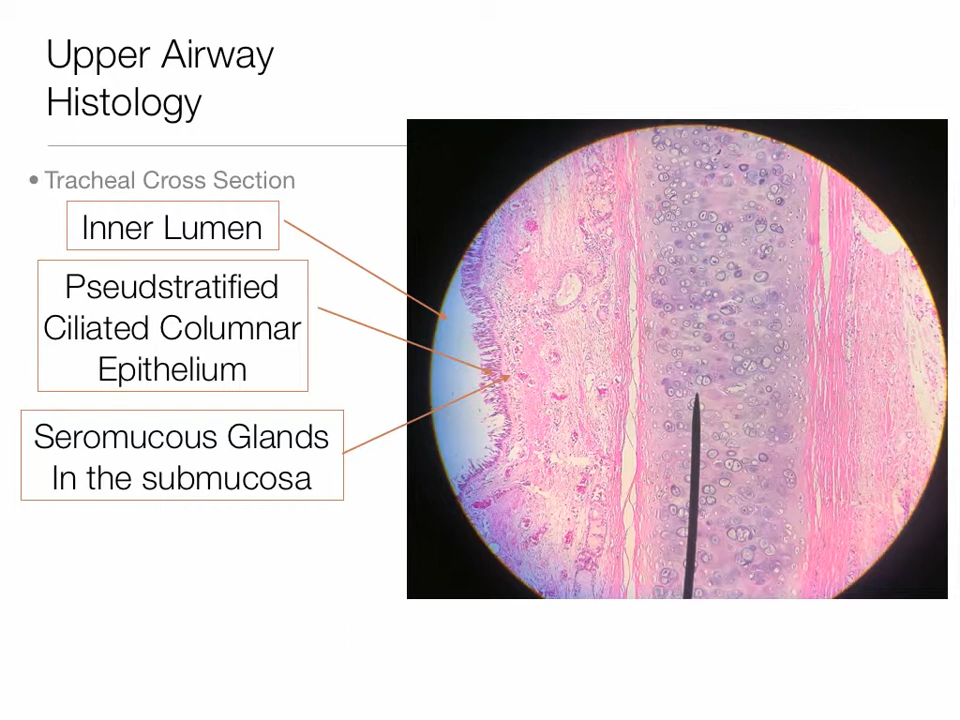 Upper Airway
Histology
• Tracheal Cross Section
Inner Lumen
Pseudstratified
Ciliated Columnar
Epithelium
Seromucous Glands
In the submucosa